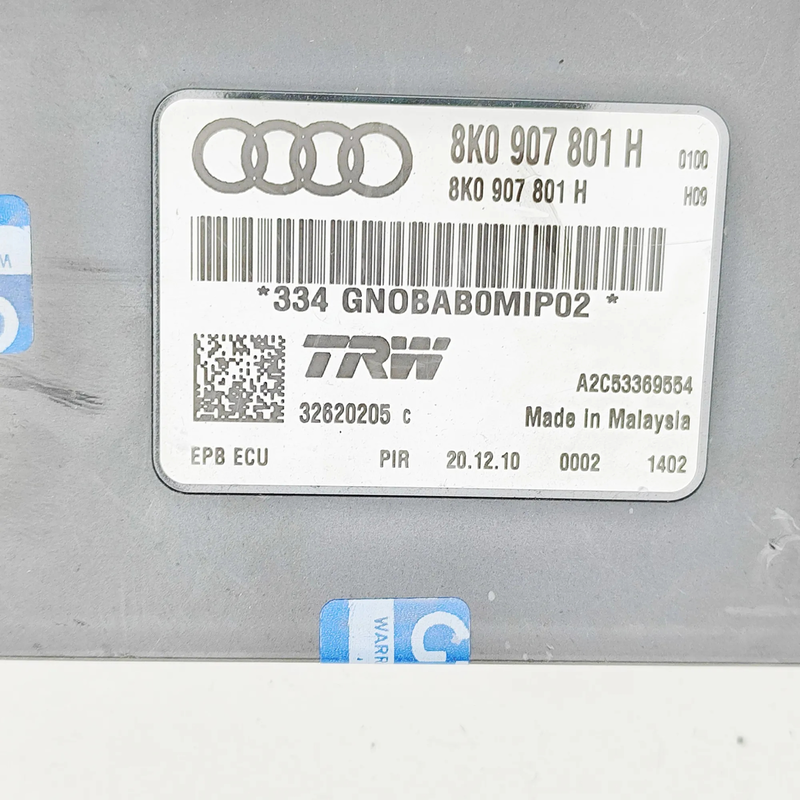 8K0 907 801 H 0100
8K0 907 801 H H09
*334 GN0BAB0MIP02 *
TRW
A2C53369554
32620205 C
Made In Malaysia
EPB ECU PIR 20.12.10 0002 1402